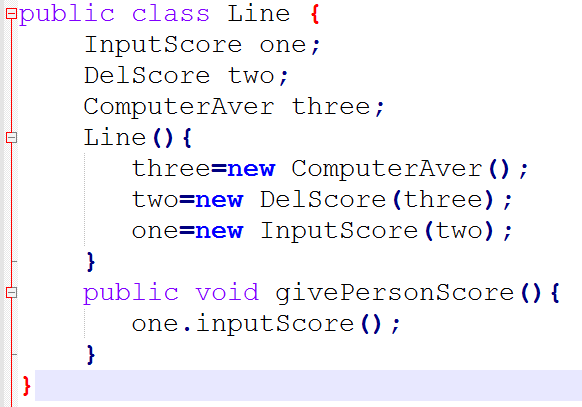 public class Line {
    InputScore one;
    DelScore two;
    ComputerAver three;
    Line(){
       three=new ComputerAver();
       two=new DelScore(three);
       one=new InputScore(two);
    }
    public void givePersonScore(){
       one.inputScore();
    }
}